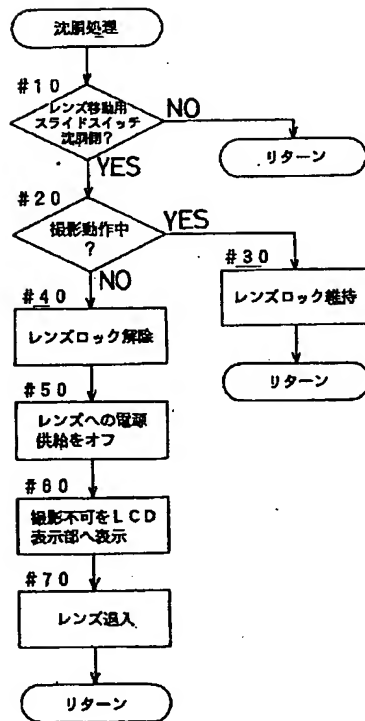 沈胴処理
#10
レンズ移動用
スライドスイッチ
沈胴側?
NO
リターン
YES
#20
撮影動作中
?
YES
#30
レンズロック維持
リターン
NO
#40
レンズロック解除
#50
レンズへの電源
供給をオフ
#60
撮影不可をLCD
表示部へ表示
#70
レンズ退入
リターン